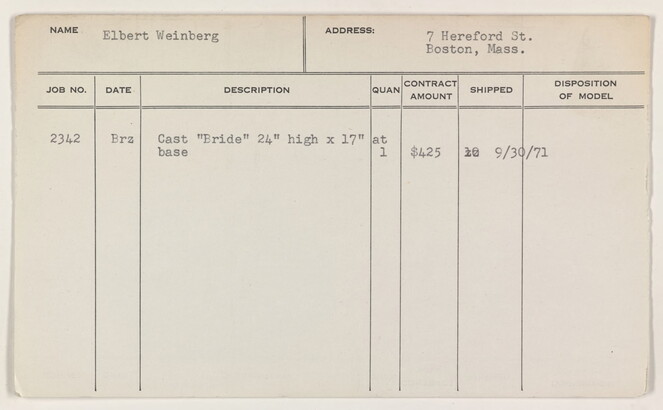 NAME Elbert Weinberg ADDRESS: 7 Hereford St.
Boston, Mass.
JOB NO. DATE DESCRIPTION QUAN CONTRACT AMOUNT SHIPPED DISPOSITION OF MODEL
2342 Brz Cast "Bride" 24" high x 17" at
base 1 $425 9/30/71